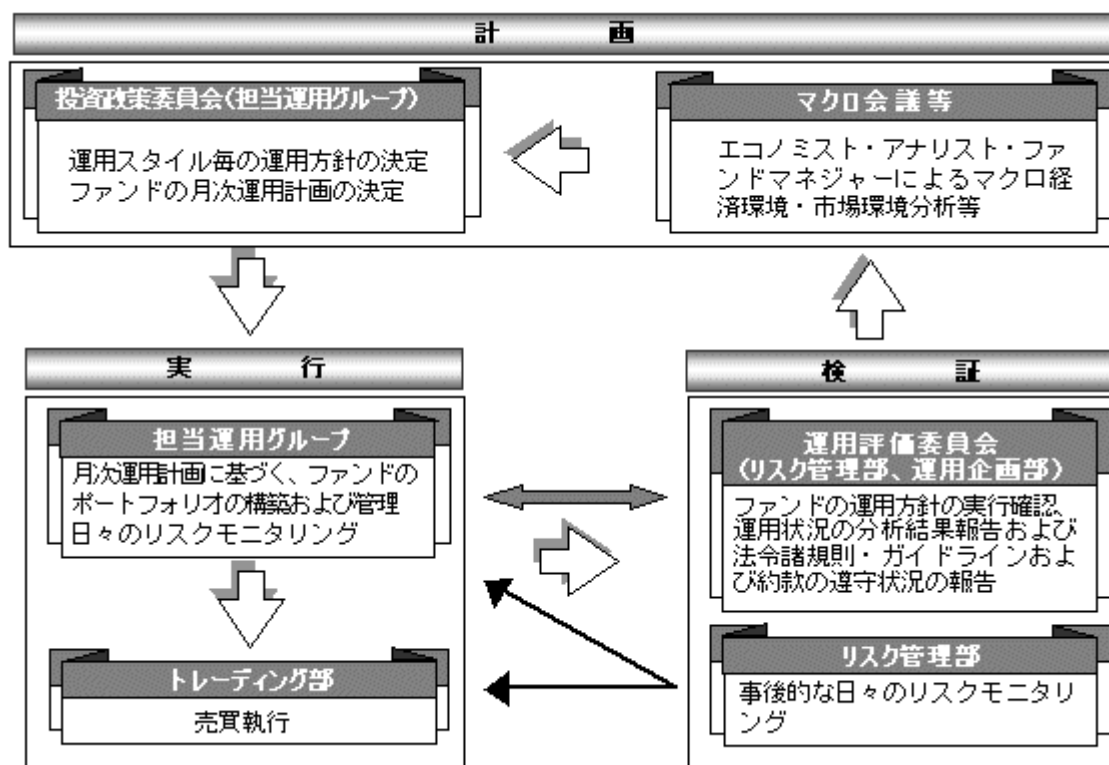 計　画
投資政策委員会(担当運用グループ)
運用スタイル毎の運用方針の決定
ファンドの月次運用計画の決定
マクロ会議等
エコノミスト・アナリスト・ファ
ンドマネジャーによるマクロ経
済環境・市場環境分析等
実　行
担当運用グループ
月次運用計画に基づく、ファンドの
ポートフォリオの構築および管理
日々のリスクモニタリング
トレーディング部
売買執行
検　証
運用評価委員会
(リスク管理部、運用企画部)
ファンドの運用方針の実行確認、
運用状況の分析結果報告および
法令諸規則・ガイドラインおよ
び約款の遵守状況の報告
リスク管理部
事後的な日々のリスクモニタリ
ング